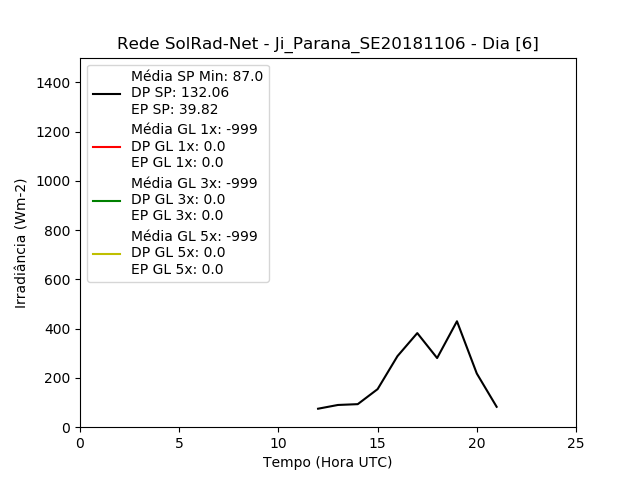 Rede SolRad-Net - Ji_Parana_SE20181106 - Dia [6]
Média SP Min: 87.0
DP SP: 132.06
EP SP: 39.82
Média GL 1x: -999
DP GL 1x: 0.0
EP GL 1x: 0.0
Média GL 3x: -999
DP GL 3x: 0.0
EP GL 3x: 0.0
Média GL 5x: -999
DP GL 5x: 0.0
EP GL 5x: 0.0
Irradiância (Wm-2)
1400
1200
1000
800
600
400
200
0
0 5 10 15 20 25
Tempo (Hora UTC)